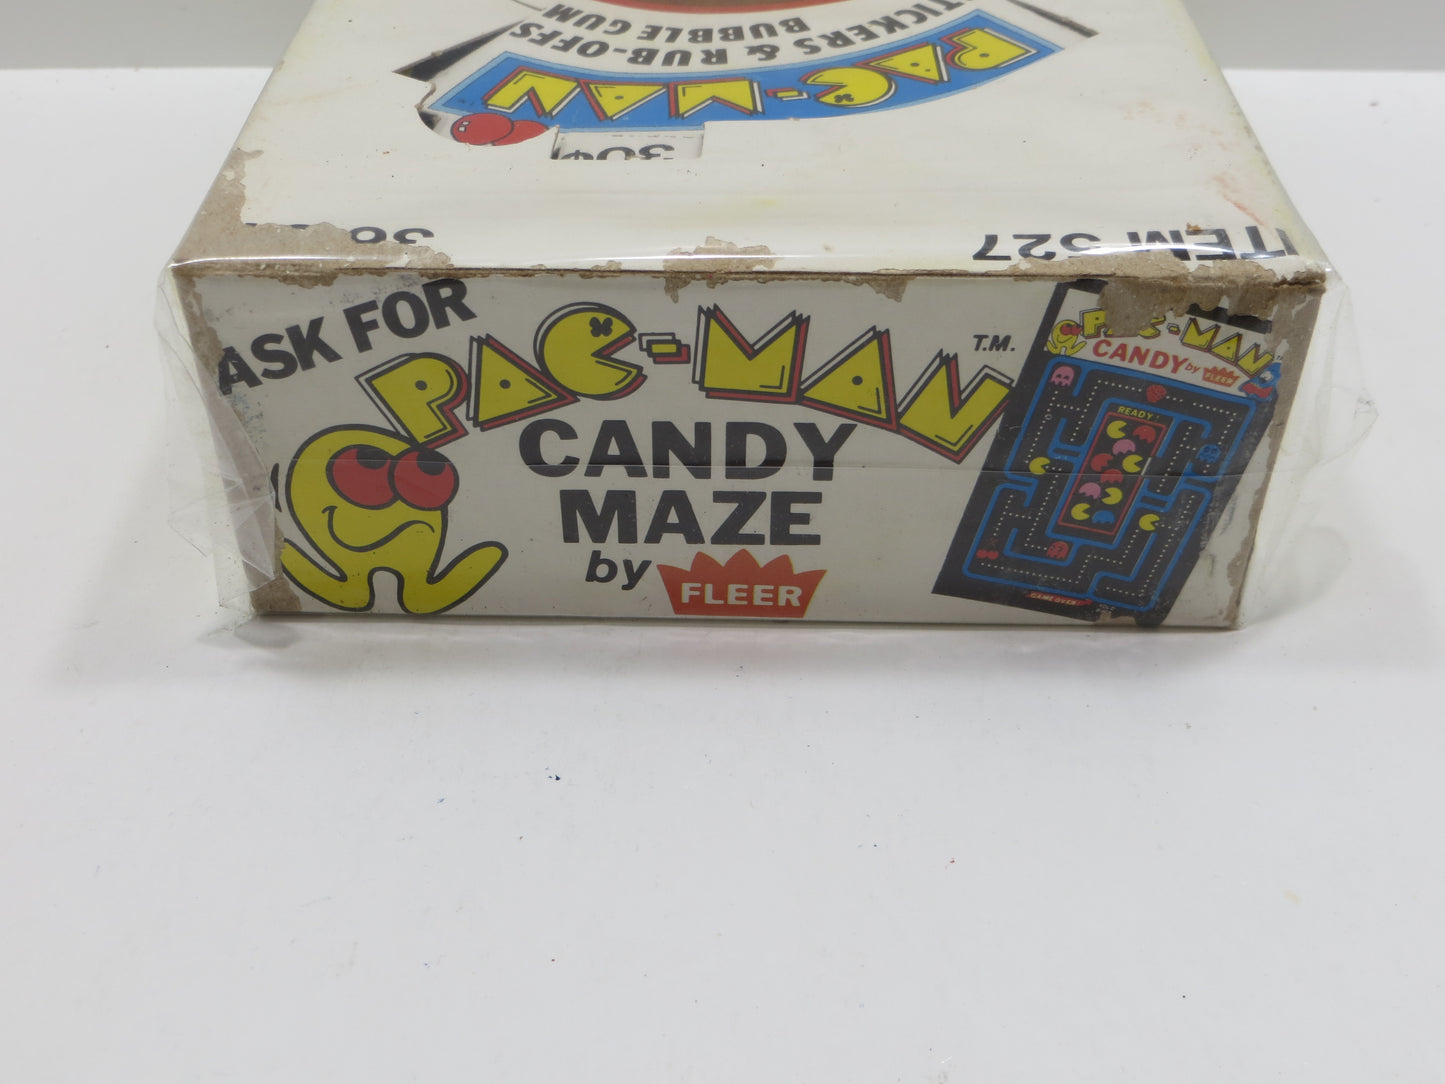 STICKERS & RUB-OFFS
BUBBLE GUM
PAC-MAN
30¢
ITEM 527
ASK FOR
PAC-MAN T.M.
CANDY
MAZE
by FLEER
PAC-MAN
CANDY by FLEER
READY!
GAME OVER